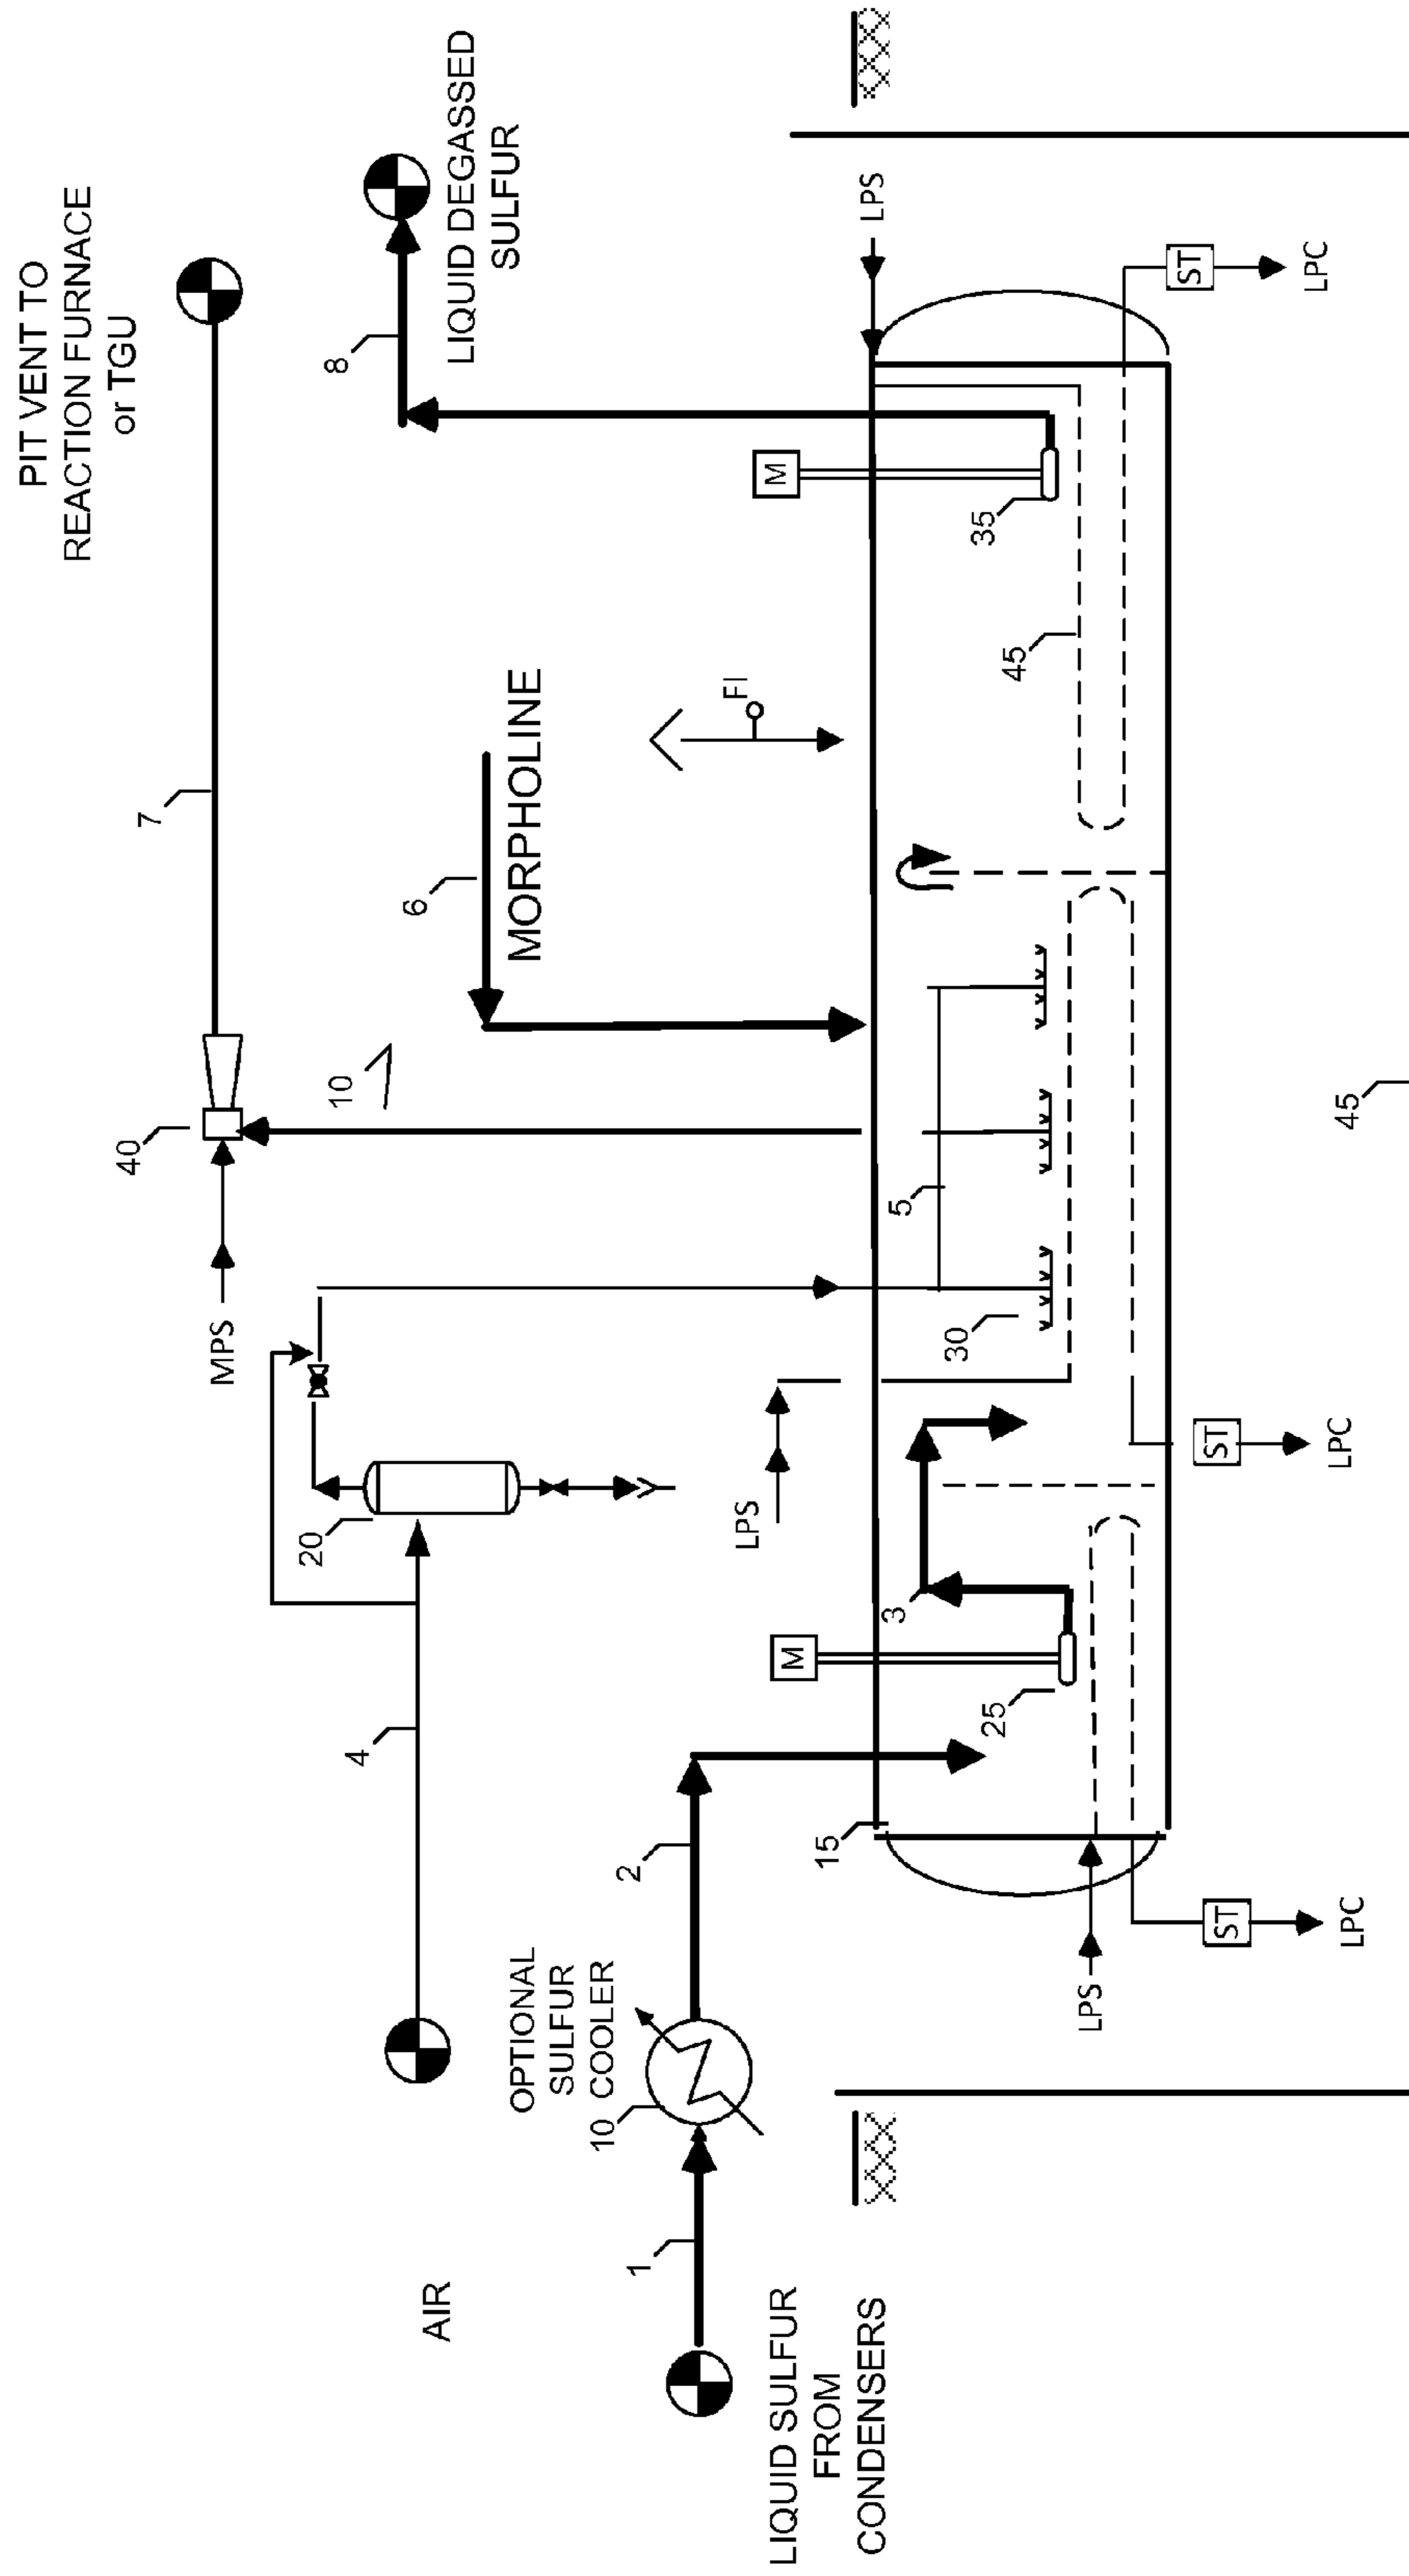 PIT VENT TO
REACTION FURNACE
or TGU
7
40
MPS
10
8
LIQUID DEGASSED
SULFUR
6
MORPHOLINE
20
4
AIR
OPTIONAL
SULFUR
COOLER
10
2
1
LIQUID SULFUR
FROM
CONDENSERS
FI
M
M
LPS
LPS
15
3
25
5
30
35
45
LPS
ST
LPC
ST
LPC
ST
LPC
45